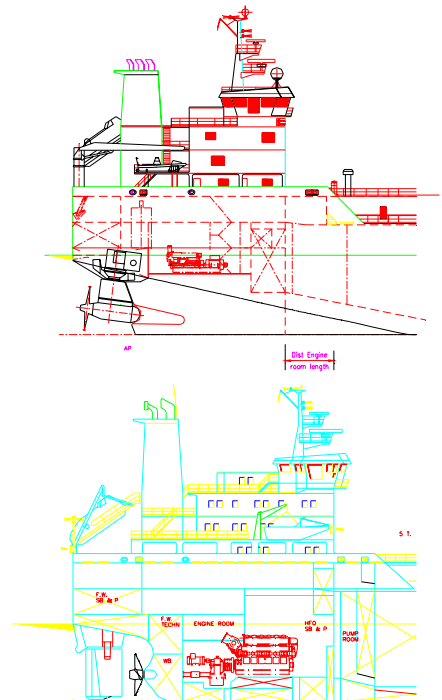 AP
Dist Engine
room length
S T.
F.W.
SB & P
F.W.
TECHN
ENGINE ROOM
HFO
SB & P
PUMP
ROOM
WB